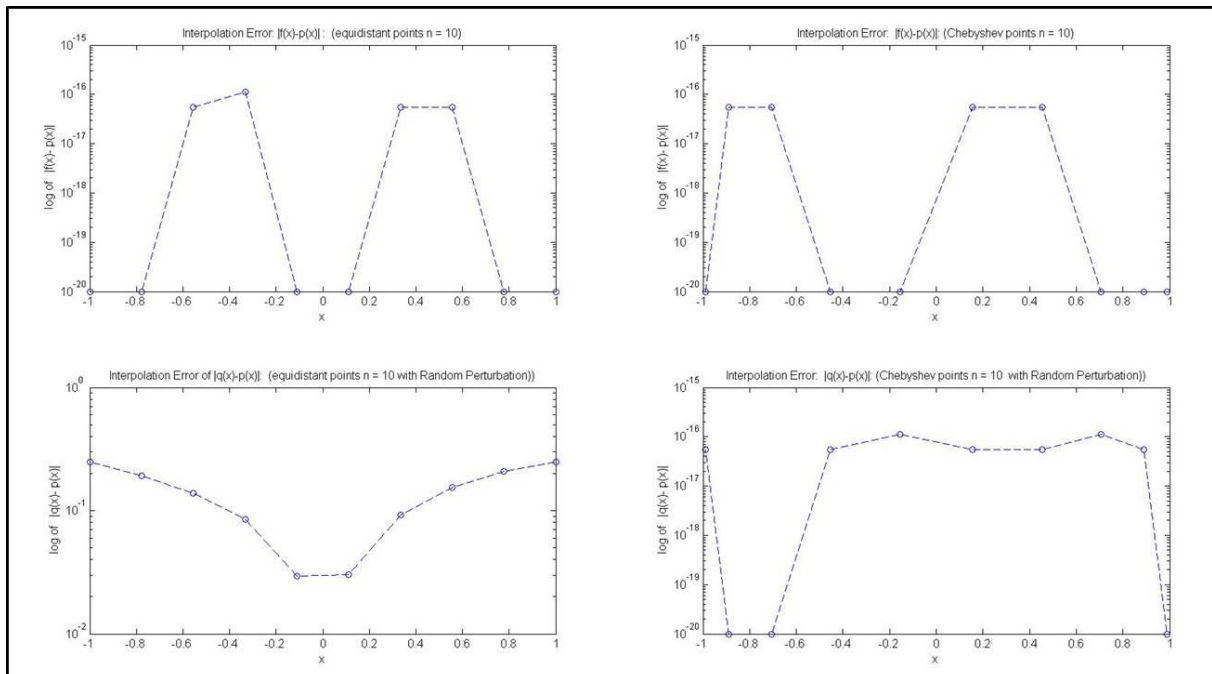 Interpolation Error: |f(x)-p(x)| : (equidistant points n = 10)
10^-15
10^-16
10^-17
10^-18
10^-19
10^-20
log of |f(x)- p(x)|
-1 -0.8 -0.6 -0.4 -0.2 0 0.2 0.4 0.6 0.8 1
x
Interpolation Error: |f(x)-p(x)|: (Chebyshev points n = 10)
10^-15
10^-16
10^-17
10^-18
10^-19
10^-20
log of |f(x)- p(x)|
-1 -0.8 -0.6 -0.4 -0.2 0 0.2 0.4 0.6 0.8 1
x
Interpolation Error of |q(x)-p(x)|: (equidistant points n = 10 with Random Perturbation))
10^0
10^-1
10^-2
log of |q(x)- p(x)|
-1 -0.8 -0.6 -0.4 -0.2 0 0.2 0.4 0.6 0.8 1
x
Interpolation Error: |q(x)-p(x)|: (Chebyshev points n = 10 with Random Perturbation))
10^-15
10^-16
10^-17
10^-18
10^-19
10^-20
log of |q(x)- p(x)|
-1 -0.8 -0.6 -0.4 -0.2 0 0.2 0.4 0.6 0.8 1
x